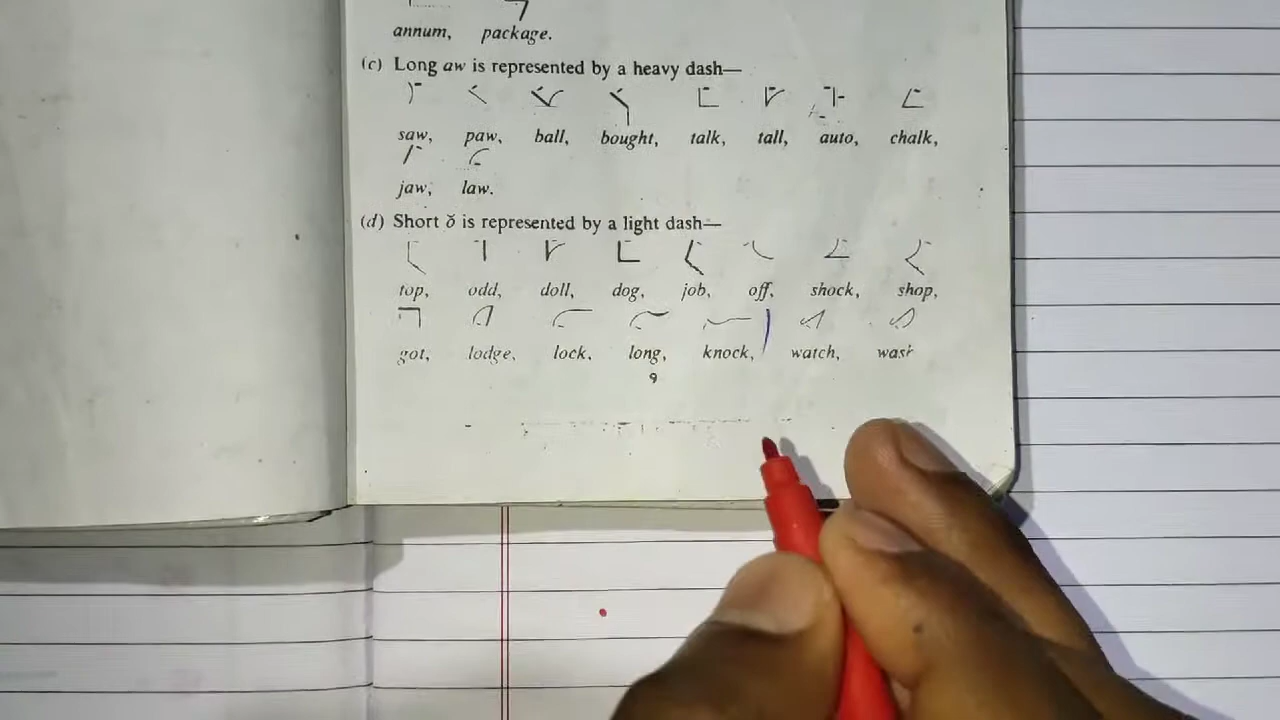 annum, package.
(c) Long aw is represented by a heavy dash—
saw, paw, ball, bought, talk, tall, auto, chalk,
jaw, law.
(d) Short ŏ is represented by a light dash—
top, odd, doll, dog, job, off, shock, shop,
got, lodge, lock, long, knock, watch,
9